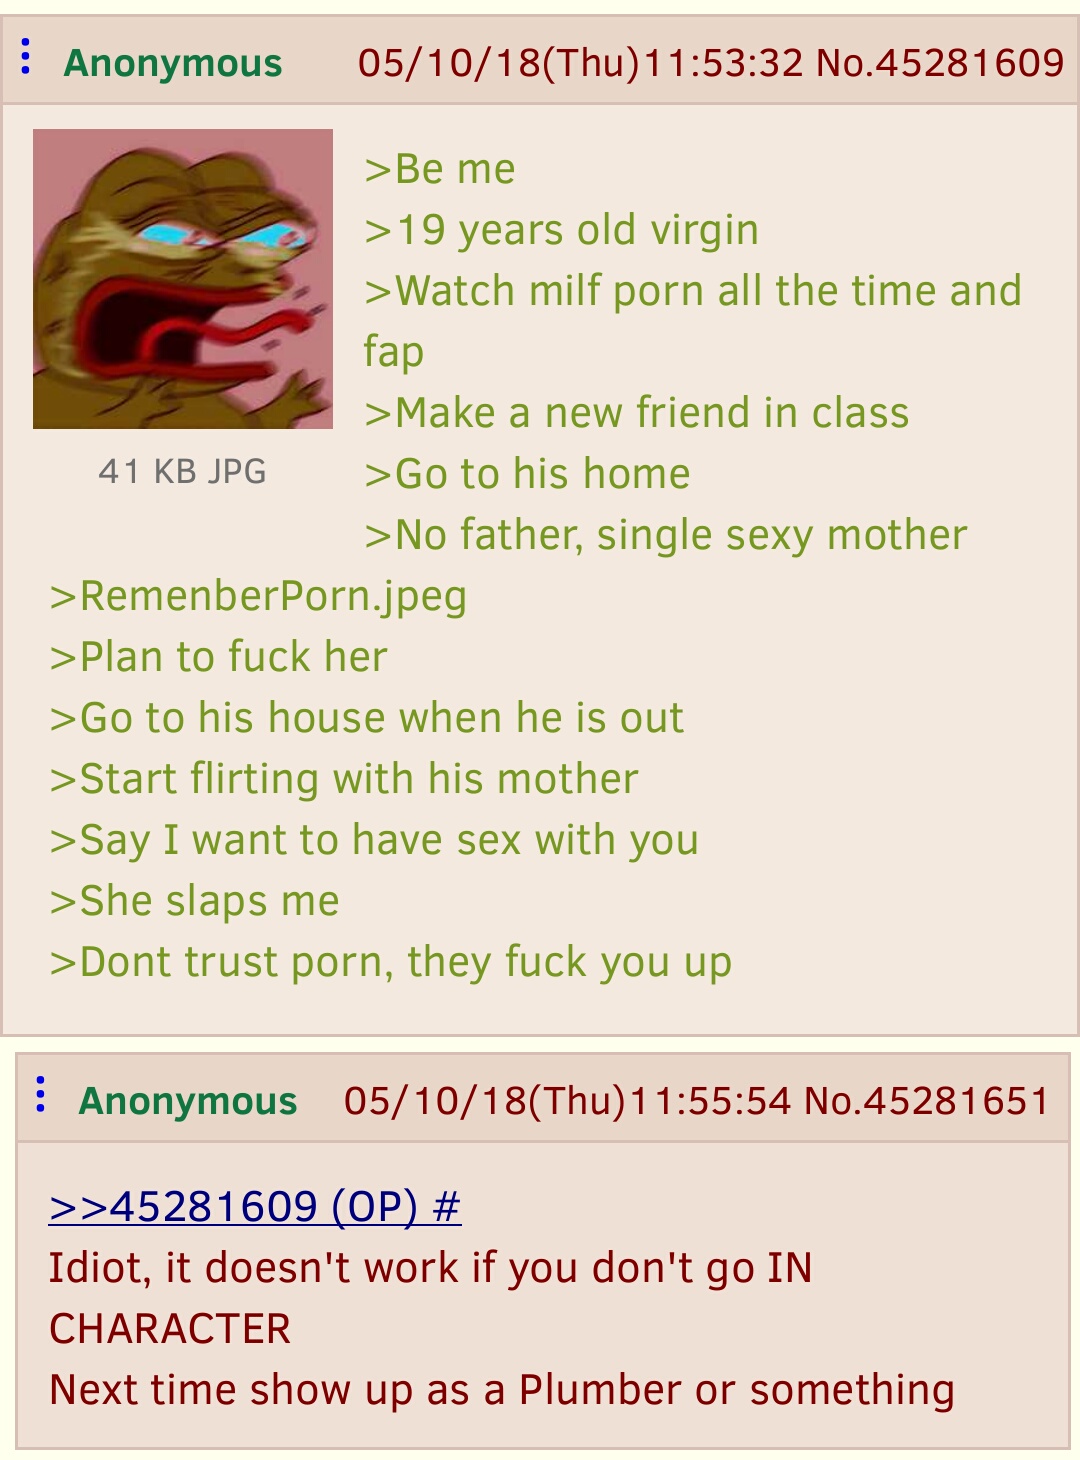 Anonymous 05/10/18(Thu)11:53:32 No.45281609
>Be me
>19 years old virgin
>Watch milf porn all the time and
fap
>Make a new friend in class
>Go to his home
>No father, single sexy mother
41 KB JPG
>RemenberPorn.jpeg
>Plan to fuck her
>Go to his house when he is out
>Start flirting with his mother
>Say I want to have sex with you
>She slaps me
>Dont trust porn, they fuck you up
Anonymous 05/10/18(Thu)11:55:54 No.45281651
>>45281609 (OP) #
Idiot, it doesn't work if you don't go IN
CHARACTER
Next time show up as a Plumber or something